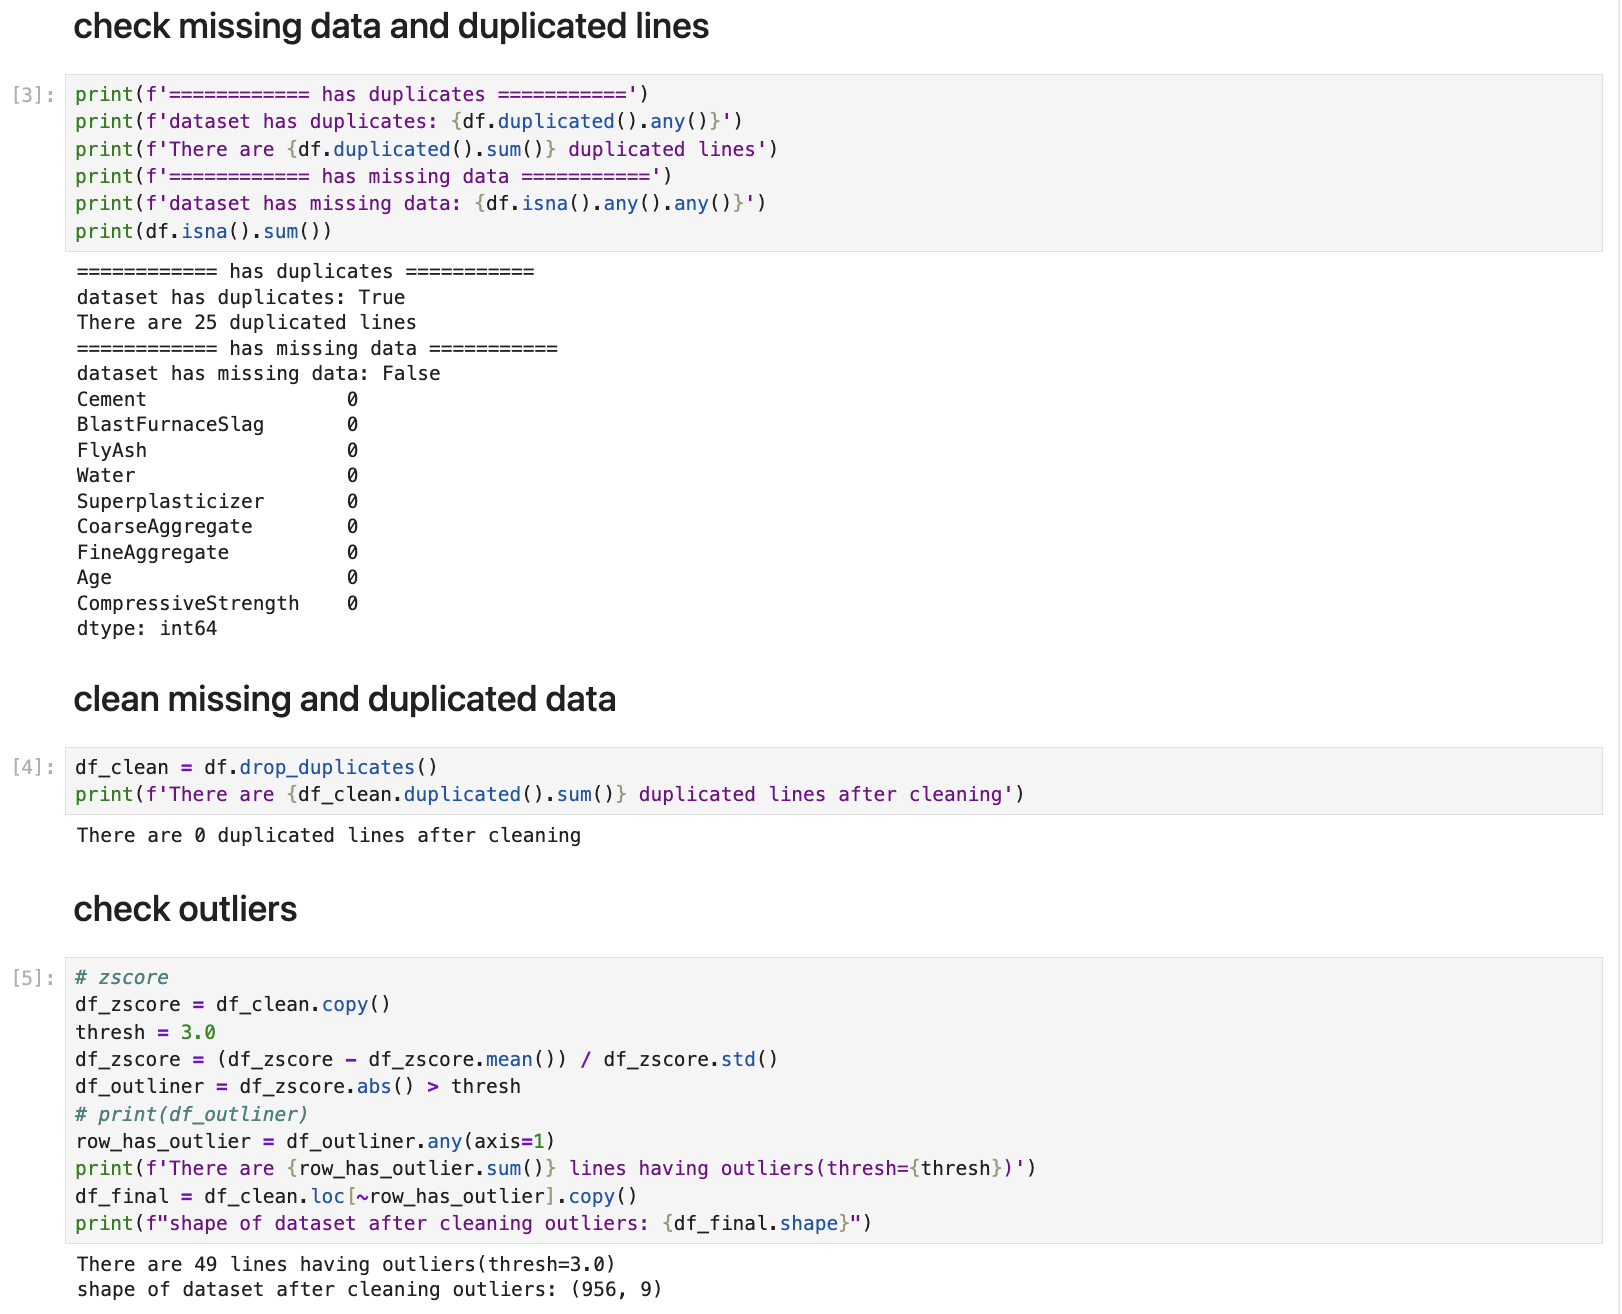 check missing data and duplicated lines
[3]:
print(f'============ has duplicates ===========')
print(f'dataset has duplicates: {df.duplicated().any()}')
print(f'There are {df.duplicated().sum()} duplicated lines')
print(f'============ has missing data ===========')
print(f'dataset has missing data: {df.isna().any().any()}')
print(df.isna().sum())
============ has duplicates ===========
dataset has duplicates: True
There are 25 duplicated lines
============ has missing data ===========
dataset has missing data: False
Cement 0
BlastFurnaceSlag 0
FlyAsh 0
Water 0
Superplasticizer 0
CoarseAggregate 0
FineAggregate 0
Age 0
CompressiveStrength 0
dtype: int64
clean missing and duplicated data
[4]:
df_clean = df.drop_duplicates()
print(f'There are {df_clean.duplicated().sum()} duplicated lines after cleaning')
There are 0 duplicated lines after cleaning
check outliers
[5]:
# zscore
df_zscore = df_clean.copy()
thresh = 3.0
df_zscore = (df_zscore - df_zscore.mean()) / df_zscore.std()
df_outliner = df_zscore.abs() > thresh
# print(df_outliner)
row_has_outlier = df_outliner.any(axis=1)
print(f'There are {row_has_outlier.sum()} lines having outliers(thresh={thresh})')
df_final = df_clean.loc[~row_has_outlier].copy()
print(f"shape of dataset after cleaning outliers: {df_final.shape}")
There are 49 lines having outliers(thresh=3.0)
shape of dataset after cleaning outliers: (956, 9)